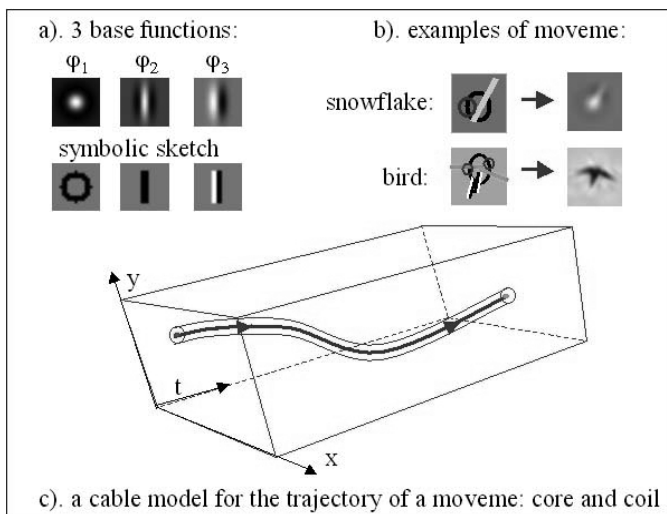 a). 3 base functions:
b). examples of moveme:
φ1 φ2 φ3
snowflake:
symbolic sketch
bird:
y
t
x
c). a cable model for the trajectory of a moveme: core and coil